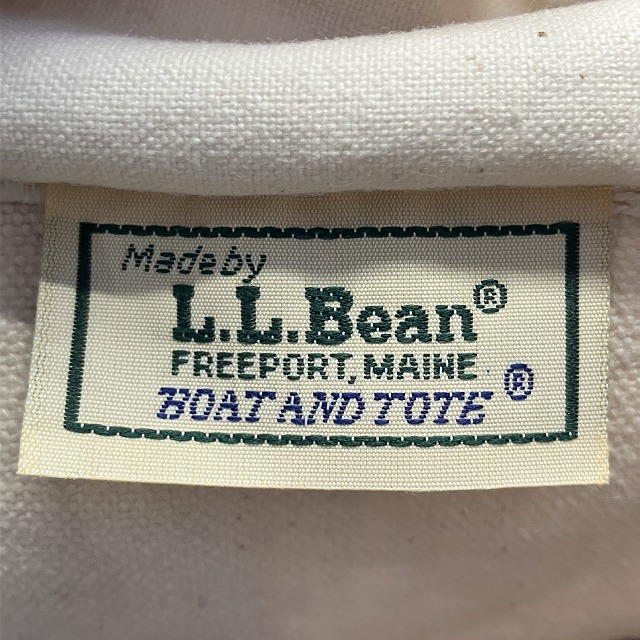 Made by
L.L.Bean®
FREEPORT, MAINE
BOAT AND TOTE®